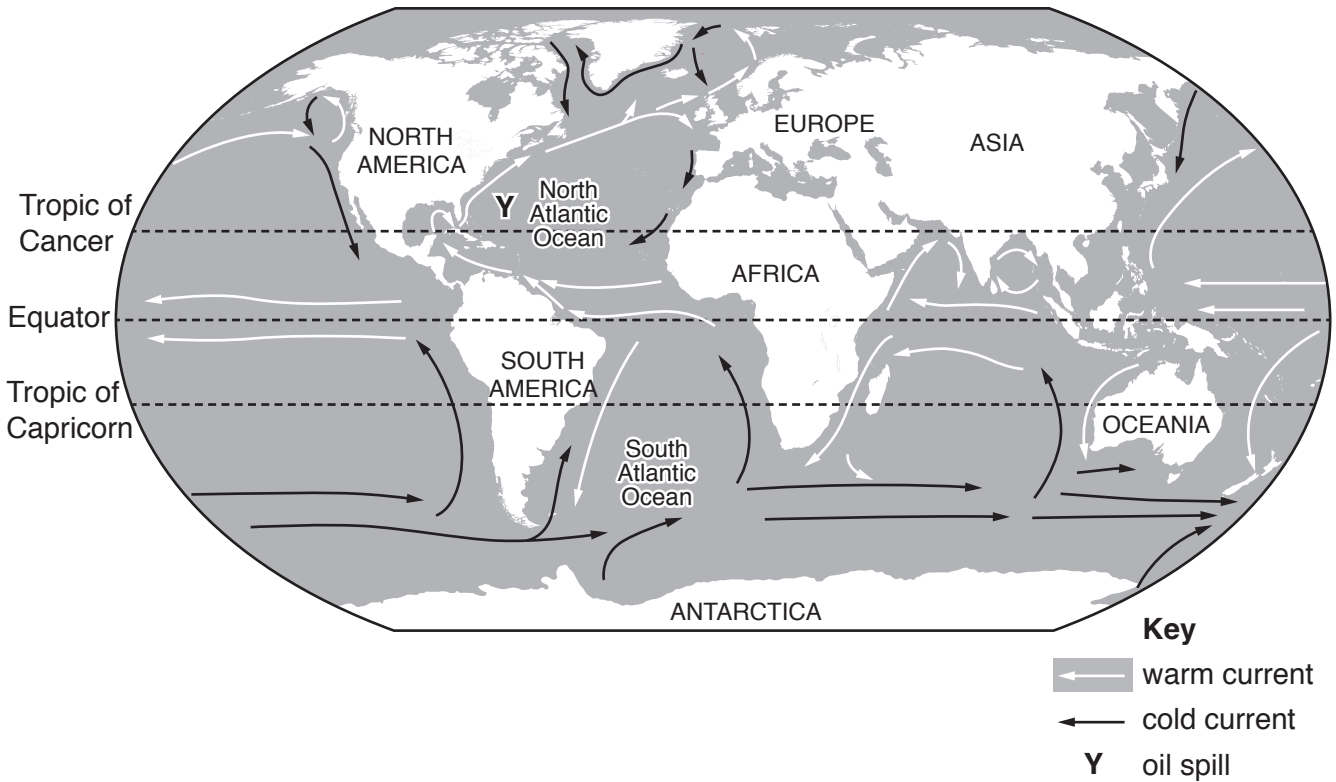 NORTH
AMERICA
EUROPE
ASIA
Tropic of
Cancer
Y
North
Atlantic
Ocean
AFRICA
Equator
SOUTH
AMERICA
Tropic of
Capricorn
OCEANIA
South
Atlantic
Ocean
ANTARCTICA
Key
warm current
cold current
Y oil spill